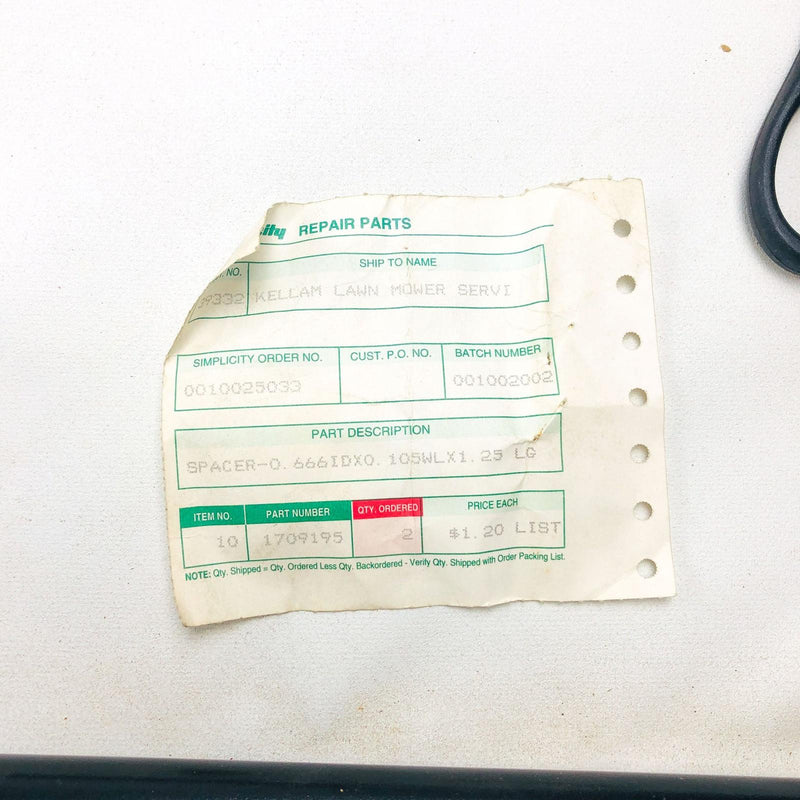 REPAIR PARTS
NO. SHIP TO NAME
39332 KELLAM LAWN MOWER SERVI
SIMPLICITY ORDER NO. CUST. P.O. NO. BATCH NUMBER
0010025033 001002002
PART DESCRIPTION
SPACER-0.666IDX0.105WLX1.25 LG
ITEM NO. PART NUMBER QTY. ORDERED PRICE EACH
10 1709195 2 $1.20 LIST
NOTE: Qty. Shipped = Qty. Ordered Less Qty. Backordered - Verify Qty. Shipped with Order Packing List.